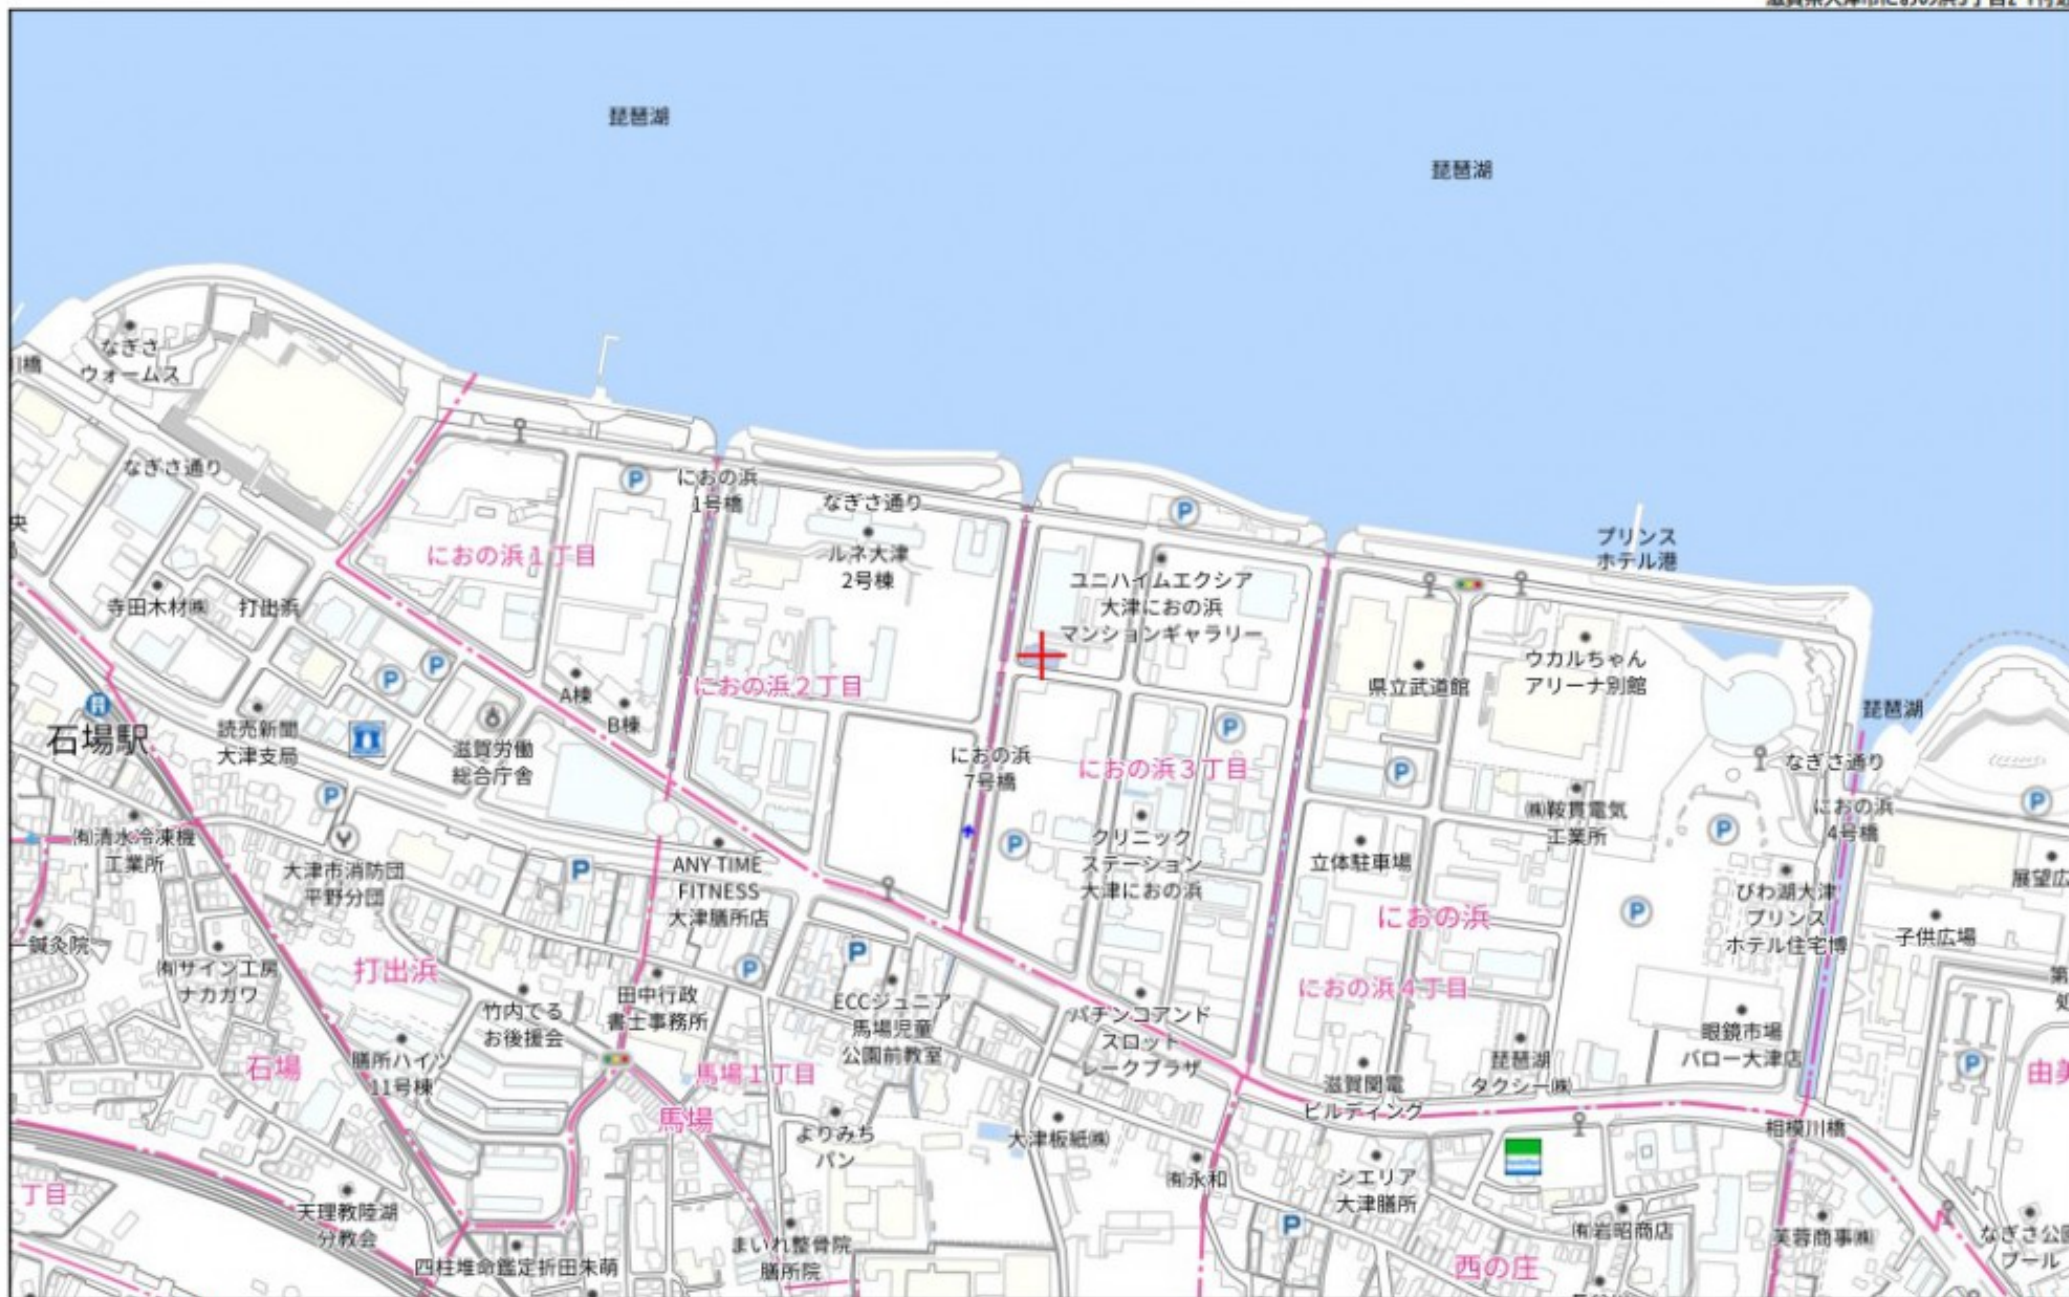 琵琶湖
琵琶湖
なぎさ
ウォームス
川橋
なぎさ通り
におの浜
1号橋
なぎさ通り
ルネ大津
2号棟
におの浜1丁目
プリンス
ホテル港
ユニハイムエクシア
大津におの浜
マンションギャラリー
寺田木材㈱
打出浜
ウカルちゃん
アリーナ別館
県立武道館
A棟
B棟
におの浜2丁目
琵琶湖
石場駅
読売新聞
大津支局
滋賀労働
総合庁舎
におの浜
7号橋
におの浜3丁目
なぎさ通り
におの浜
4号橋
㈱鞍貫電気
工業所
㈲清水冷凍機
工業所
大津市消防団
平野分団
ANY TIME
FITNESS
大津膳所店
クリニック
ステーション
大津におの浜
立体駐車場
びわ湖大津
プリンス
ホテル住宅博
展望広
子供広場
鍼灸院
㈲サイン工房
ナカガワ
打出浜
におの浜
におの浜4丁目
竹内てる
お後援会
田中行政
書士事務所
ECCジュニア
馬場児童
公園前教室
パチンコアンド
スロット
レークプラザ
眼鏡市場
バロー大津店
石場
膳所ハイツ
11号棟
馬場1丁目
馬場
滋賀関電
ビルディング
琵琶湖
タクシー㈱
相模川橋
よりみち
パン
大津板紙㈱
㈲永和
シエリア
大津膳所
丁目
天理教陸湖
分教会
四柱堆命鑑定折田朱萌
まいれ整骨院
膳所院
西の庄
㈲岩昭商店
芙蓉商事㈱
なぎさ公園
プール